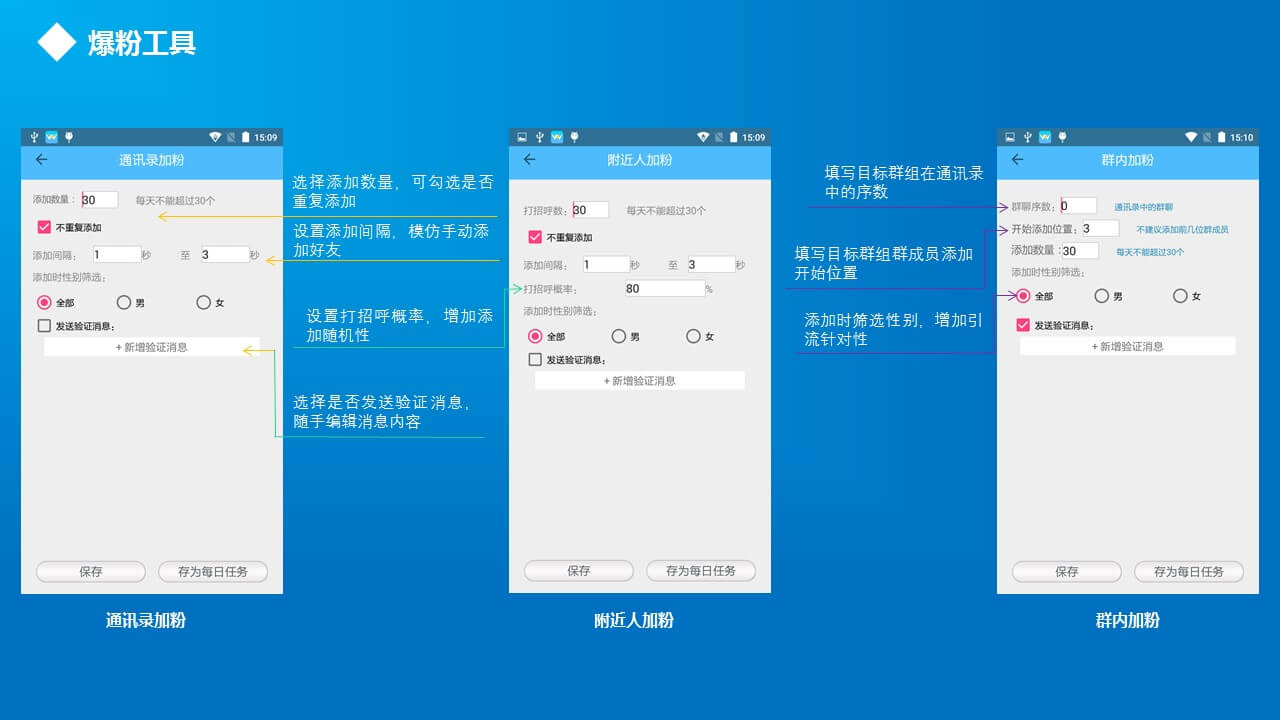 爆粉工具
15:09
通讯录加粉
添加数量：30 每天不能超过30个
不重复添加
添加间隔： 1 秒 至 3 秒
添加时性别筛选：
全部 男 女
发送验证消息：
+ 新增验证消息
保存 存为每日任务
通讯录加粉
选择添加数量，可勾选是否
重复添加
设置添加间隔，模仿手动添
加好友
设置打招呼概率，增加添
加随机性
选择是否发送验证消息，
随手编辑消息内容
15:09
附近人加粉
打招呼数：30 每天不能超过30个
不重复添加
添加间隔： 1 秒 至 3 秒
打招呼概率： 80 %
添加时性别筛选：
全部 男 女
发送验证消息：
+ 新增验证消息
保存 存为每日任务
附近人加粉
填写目标群组在通讯录
中的序数
填写目标群组群成员添加
开始位置
添加时筛选性别，增加引
流针对性
15:10
群内加粉
群聊序数：0 通讯录中的群聊
开始添加位置：3 不建议添加前几位群成员
添加数量：30 每天不能超过30个
添加时性别筛选：
全部 男 女
发送验证消息：
+ 新增验证消息
保存 存为每日任务
群内加粉